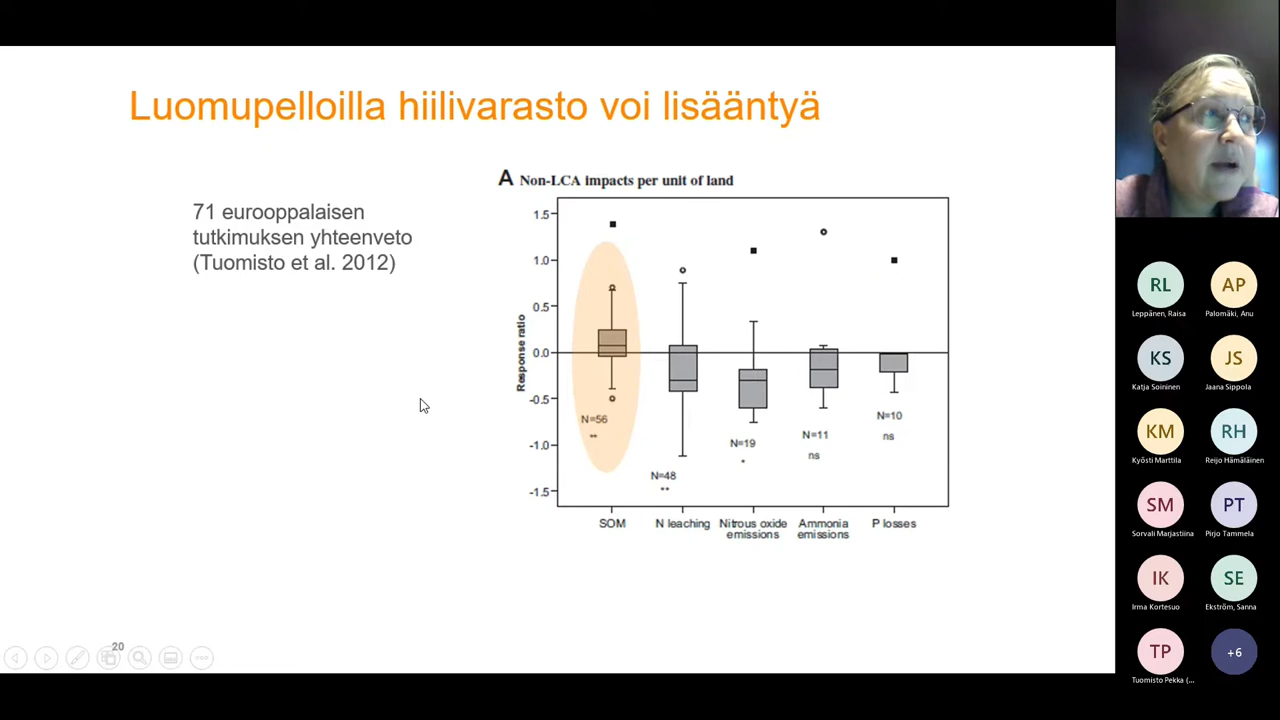 Luomupelloilla hiilivarasto voi lisääntyä
71 eurooppalaisen
tutkimuksen yhteenveto
(Tuomisto et al. 2012)
A Non-LCA impacts per unit of land
Response ratio
1.5
1.0
0.5
0.0
-0.5
-1.0
-1.5
N=56
**
N=48
**
N=19
*
N=11
ns
N=10
ns
SOM
N leaching
Nitrous oxide
emissions
Ammonia
emissions
P losses
20
RL
Leppänen, Raisa
AP
Palomäki, Anu
KS
Katja Soininen
JS
Jaana Sippola
KM
Kyösti Marttila
RH
Reijo Hämäläinen
SM
Sorvali Marjastiina
PT
Pirjo Tammela
IK
Irma Kortesuo
SE
Ekström, Sanna
TP
Tuomisto Pekka (...
+6